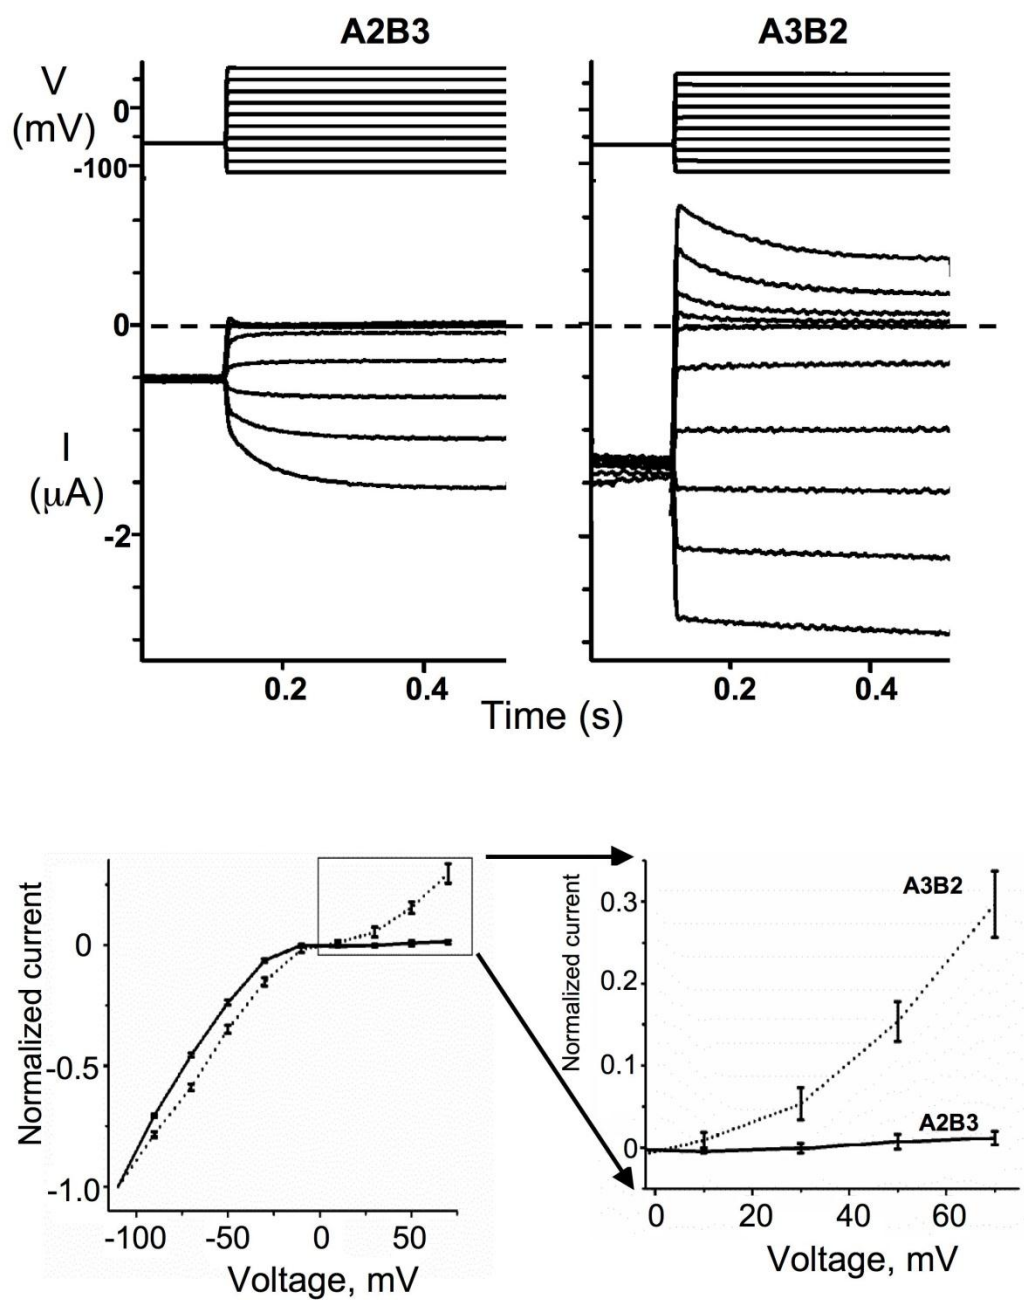 A2B3
A3B2
V
(mV)
0
-100
0
I
(μA)
-2
0.2
0.4
0.2
0.4
Time (s)
Normalized current
0
-0.5
-1.0
-100
-50
0
50
Voltage, mV
Normalized current
0.3
0.2
0.1
0
A3B2
A2B3
0
20
40
60
Voltage, mV